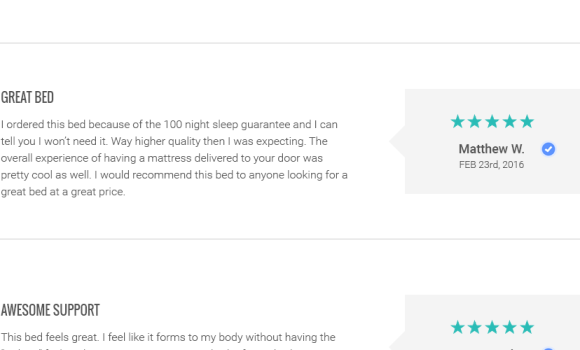 GREAT BED
I ordered this bed because of the 100 night sleep guarantee and I can
tell you I won't need it. Way higher quality then I was expecting. The
overall experience of having a mattress delivered to your door was
pretty cool as well. I would recommend this bed to anyone looking for a
great bed at a great price.
Matthew W.
FEB 23rd, 2016
AWESOME SUPPORT
This bed feels great. I feel like it forms to my body without having the